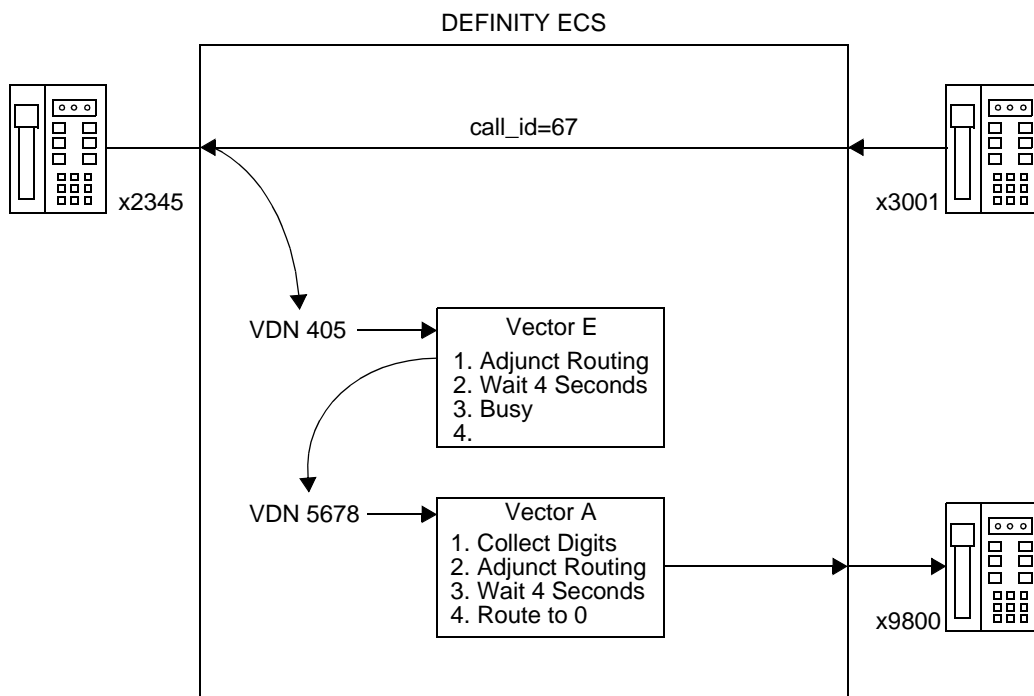 DEFINITY ECS
call_id=67
x2345
x3001
VDN 405
Vector E
1. Adjunct Routing
2. Wait 4 Seconds
3. Busy
4.
VDN 5678
Vector A
1. Collect Digits
2. Adjunct Routing
3. Wait 4 Seconds
4. Route to 0
x9800